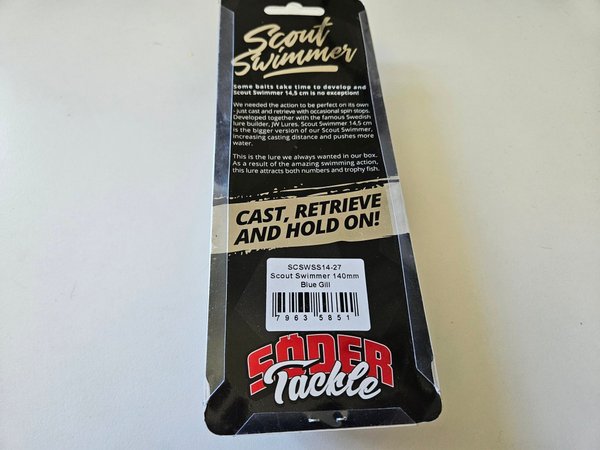 Scout
Swimmer
Some baits take time to develop and
Scout Swimmer 14,5 cm is no exception!
We needed the action to be perfect on its own
- just cast and retrieve with occasional spin stops.
Developed together with the famous Swedish
lure builder, JW Lures. Scout Swimmer 14,5 cm
is the bigger version of our Scout Swimmer,
increasing casting distance and pushes more
water.
This is the lure we always wanted in our box.
As a result of the amazing swimming action,
this lure attracts both numbers and trophy fish.
CAST, RETRIEVE
AND HOLD ON!
SCSWSS14-27
Scout Swimmer 140mm
Blue Gill
7963 5851
SÖDER
Tackle